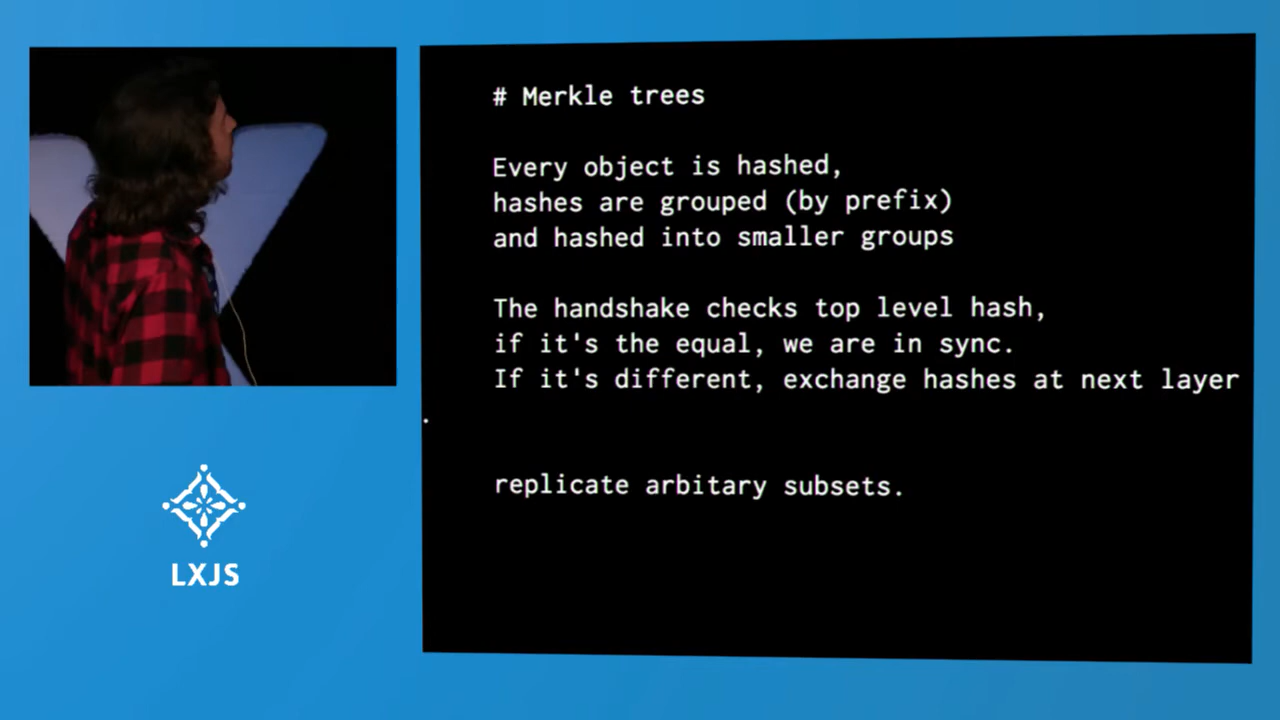 # Merkle trees
Every object is hashed,
hashes are grouped (by prefix)
and hashed into smaller groups
The handshake checks top level hash,
if it's the equal, we are in sync.
If it's different, exchange hashes at next layer
.
replicate arbitary subsets.
LXJS